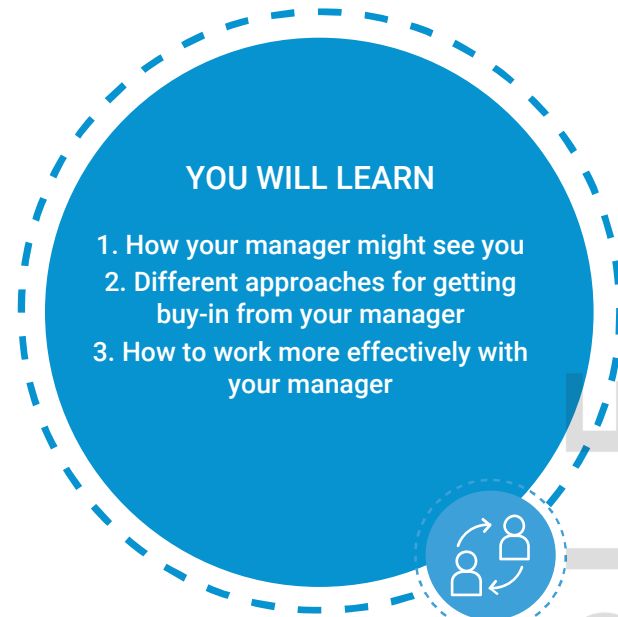 YOU WILL LEARN
1. How your manager might see you
2. Different approaches for getting
buy-in from your manager
3. How to work more effectively with
your manager